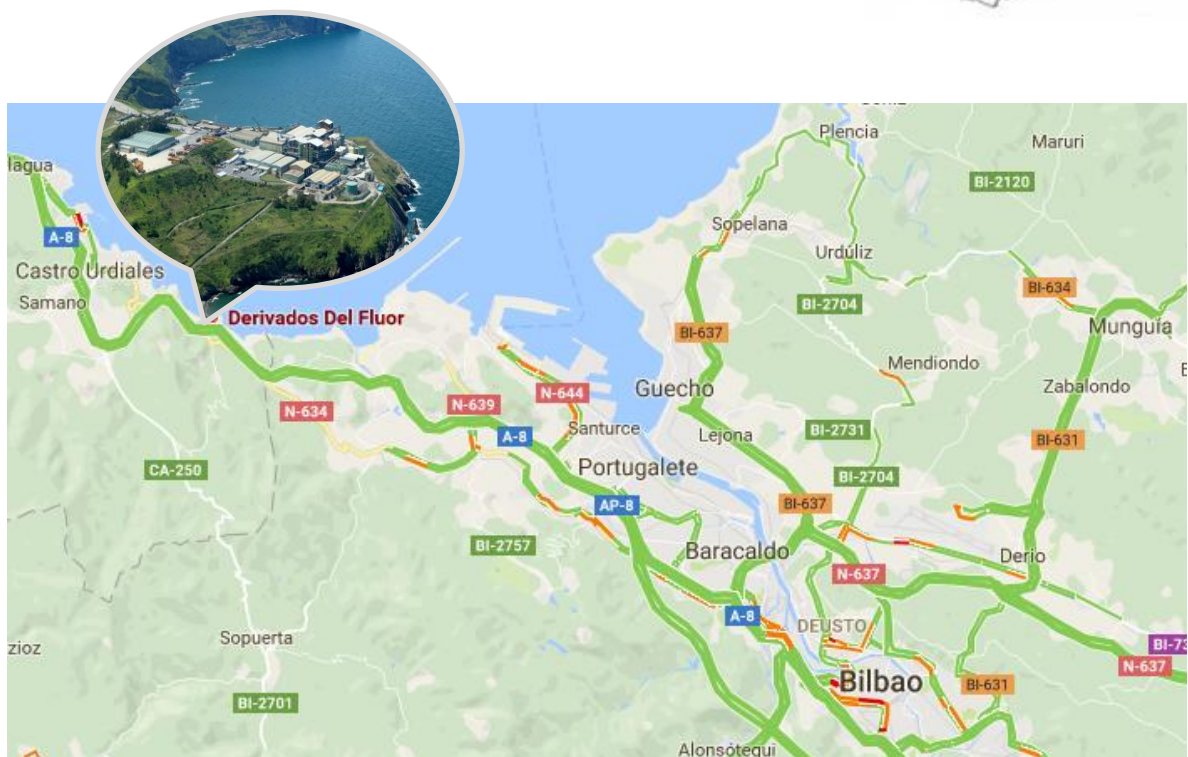 Plencia
Maruri
BI-2120
lagua
Sopelana
A-8
Urdúliz
Castro Urdiales
BI-634
Samano
BI-2704
Derivados Del Fluor
Munguía
BI-637
Mendiondo
Guecho
Zabalondo
N-634
N-639
N-644
A-8
Santurce
Lejona
BI-2731
BI-631
CA-250
Portugalete
BI-2704
AP-8
BI-637
BI-2757
Baracaldo
Derio
N-637
A-8
DEUSTO
Sopuerta
zioz
BI-73
N-637
Bilbao
BI-631
BI-2701
Alonsótegui